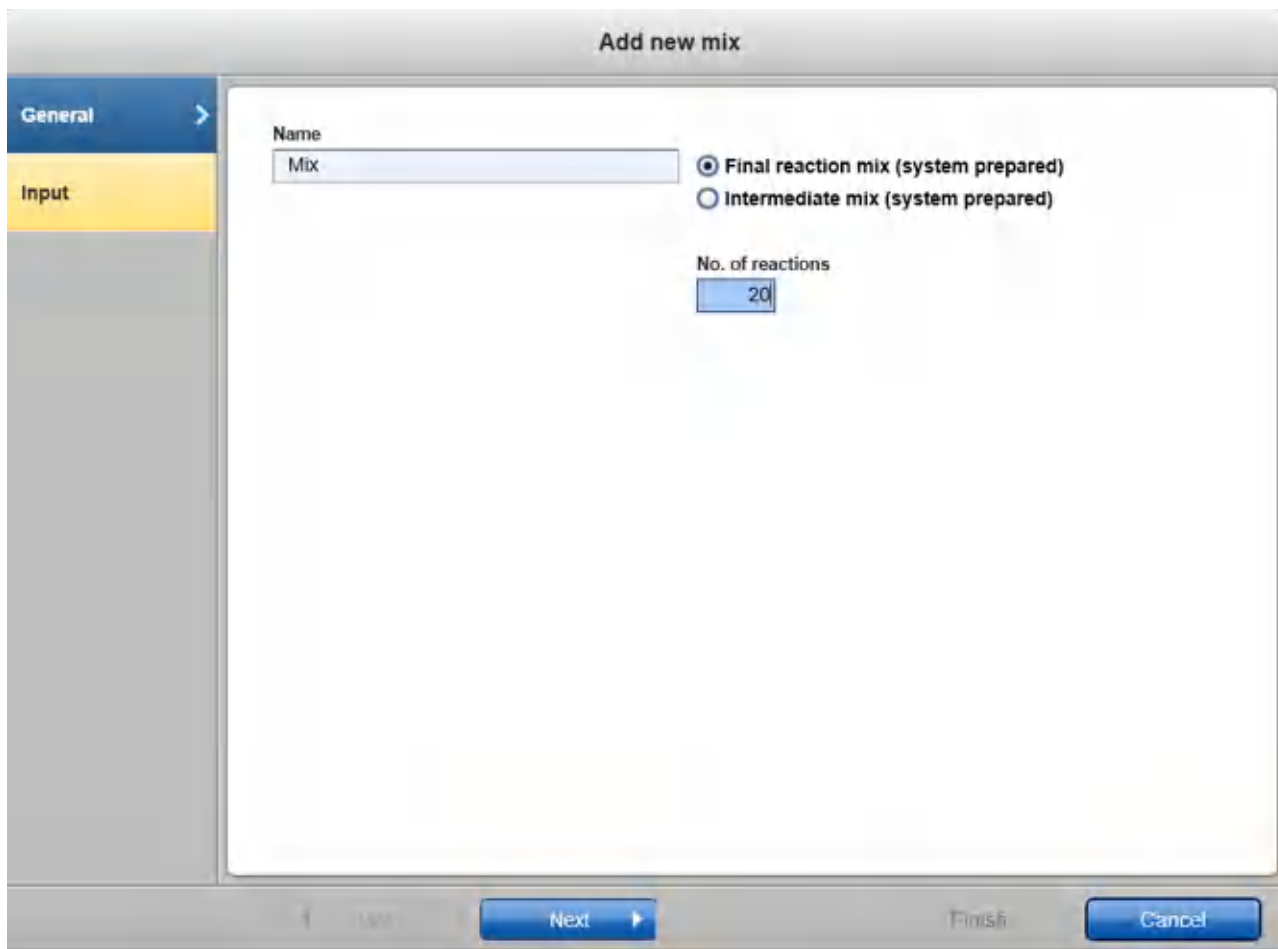 Add new mix
General
Input
Name
Mix
Final reaction mix (system prepared)
Intermediate mix (system prepared)
No. of reactions
20
Next
Finish
Cancel